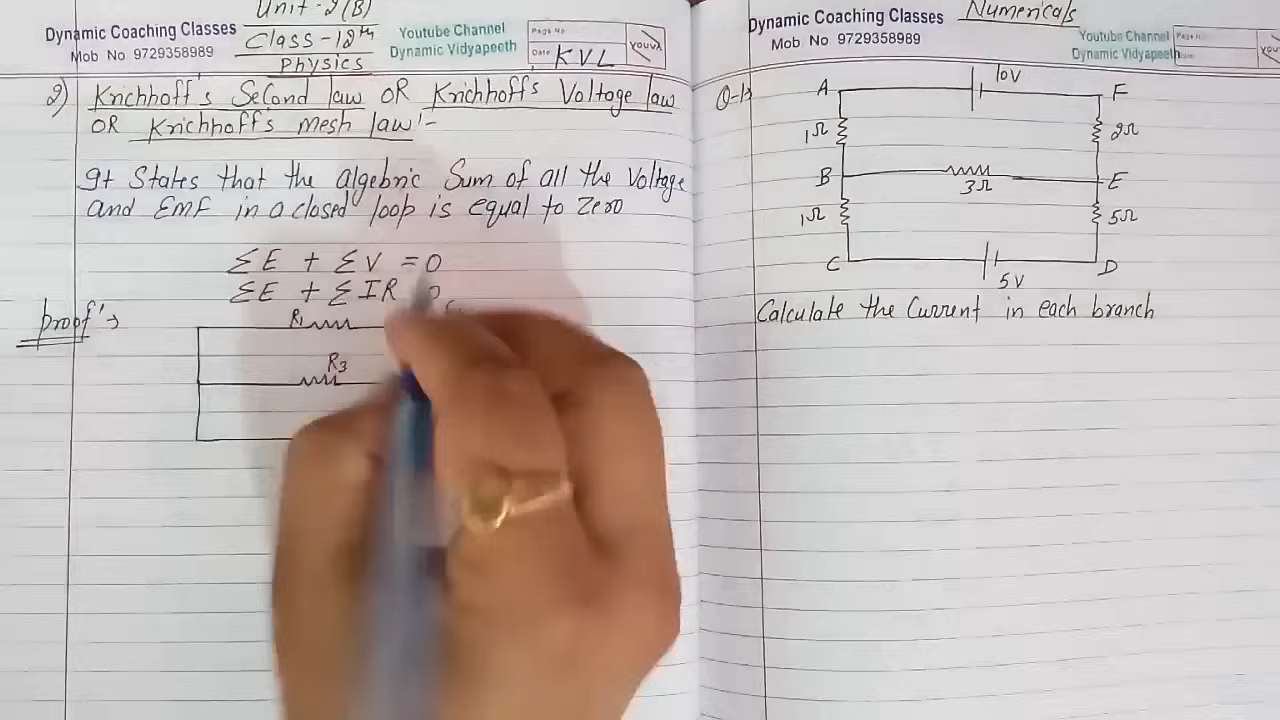 Unit-2(B)
Dynamic Coaching Classes
Mob No 9729358989
Class-12th
Physics
Youtube Channel
Dynamic Vidyapeeth
Page No
Date
KVL
YOUVA
2) Krichhoff's Second law OR Krichhoff's Voltage law
OR Krichhoff's mesh law:-
It States that the algebric Sum of all the Voltage
and EMF in a closed loop is equal to Zero
ΣE + ΣV = 0
ΣE + ΣIR
Proof:→
R1
R3
Dynamic Coaching Classes
Mob No 9729358989
Numericals
Youtube Channel
Dynamic Vidyapeeth
Q-1)
A
10V
F
1Ω
2Ω
B
3Ω
E
1Ω
5Ω
C
5V
D
Calculate the Current in each branch